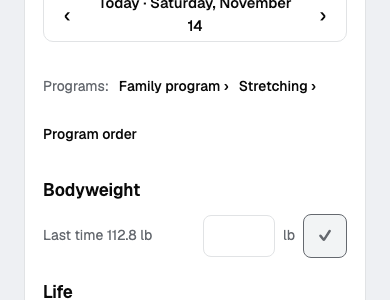 Today · Saturday, November
‹ 14 ›
Programs: Family program › Stretching ›
Program order
Bodyweight
Last time 112.8 lb lb
Life